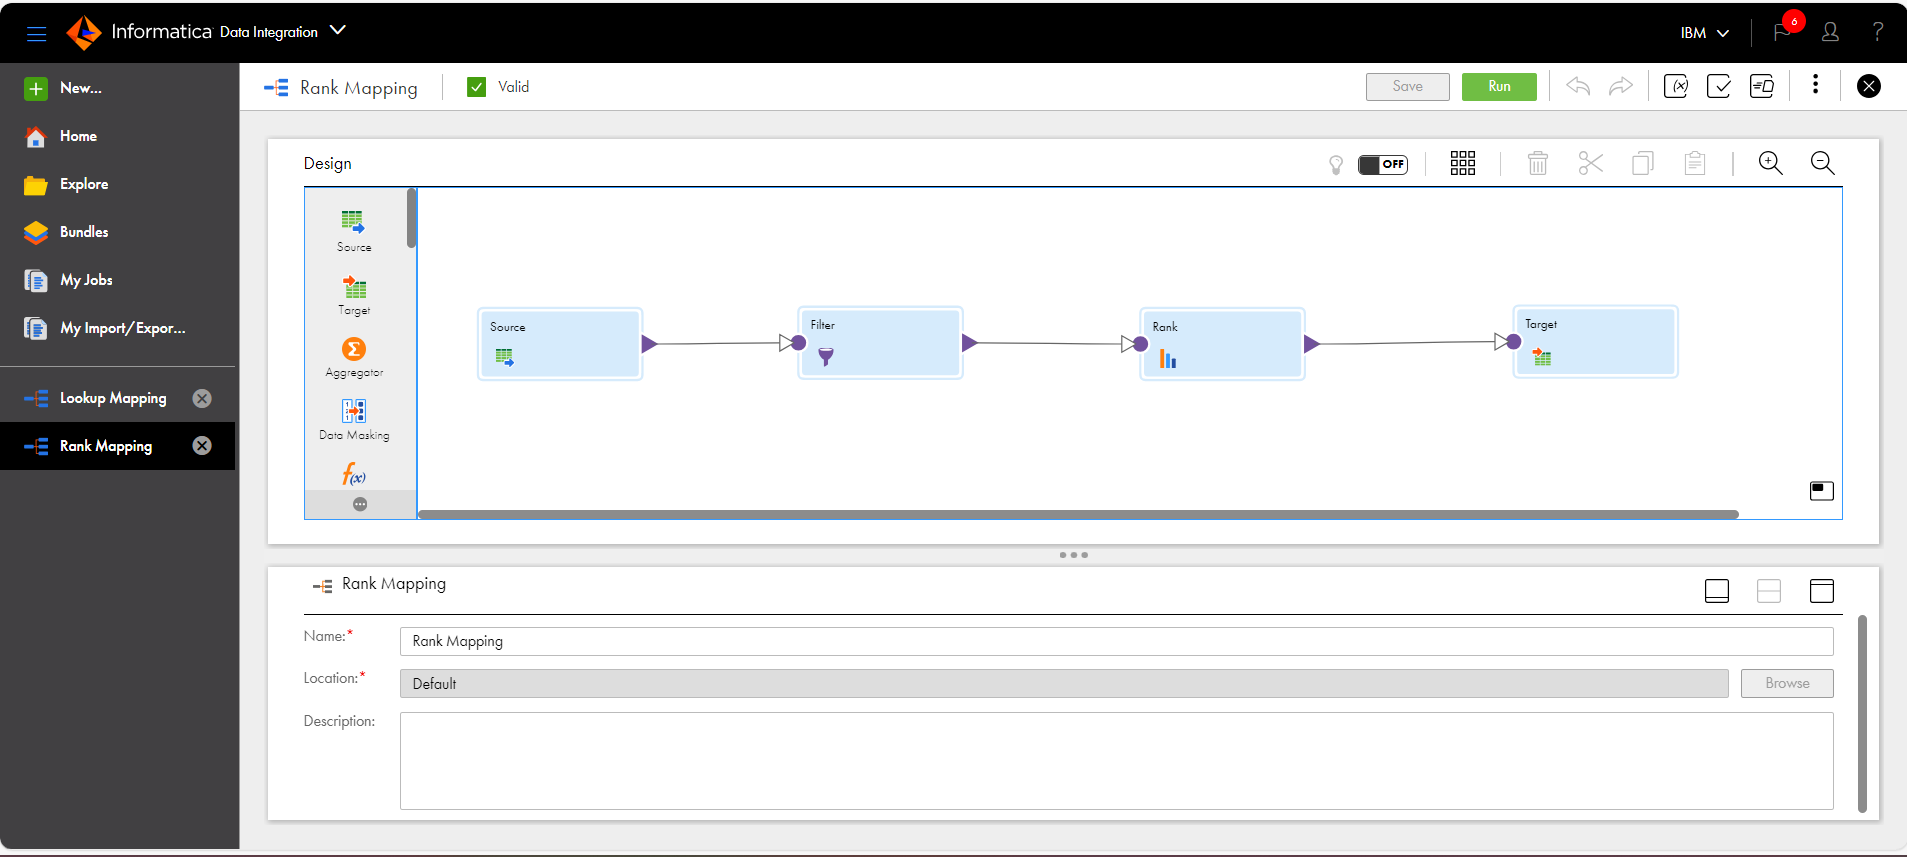 Informatica Data Integration
IBM
6
?
New...
Home
Explore
Bundles
My Jobs
My Import/Expor...
Lookup Mapping
Rank Mapping
Rank Mapping
Valid
Save
Run
(x)
Design
OFF
Source
Target
Σ
Aggregator
Data Masking
f(x)
Source
Filter
Rank
Target
Rank Mapping
Name:*
Rank Mapping
Location:*
Default
Browse
Description: